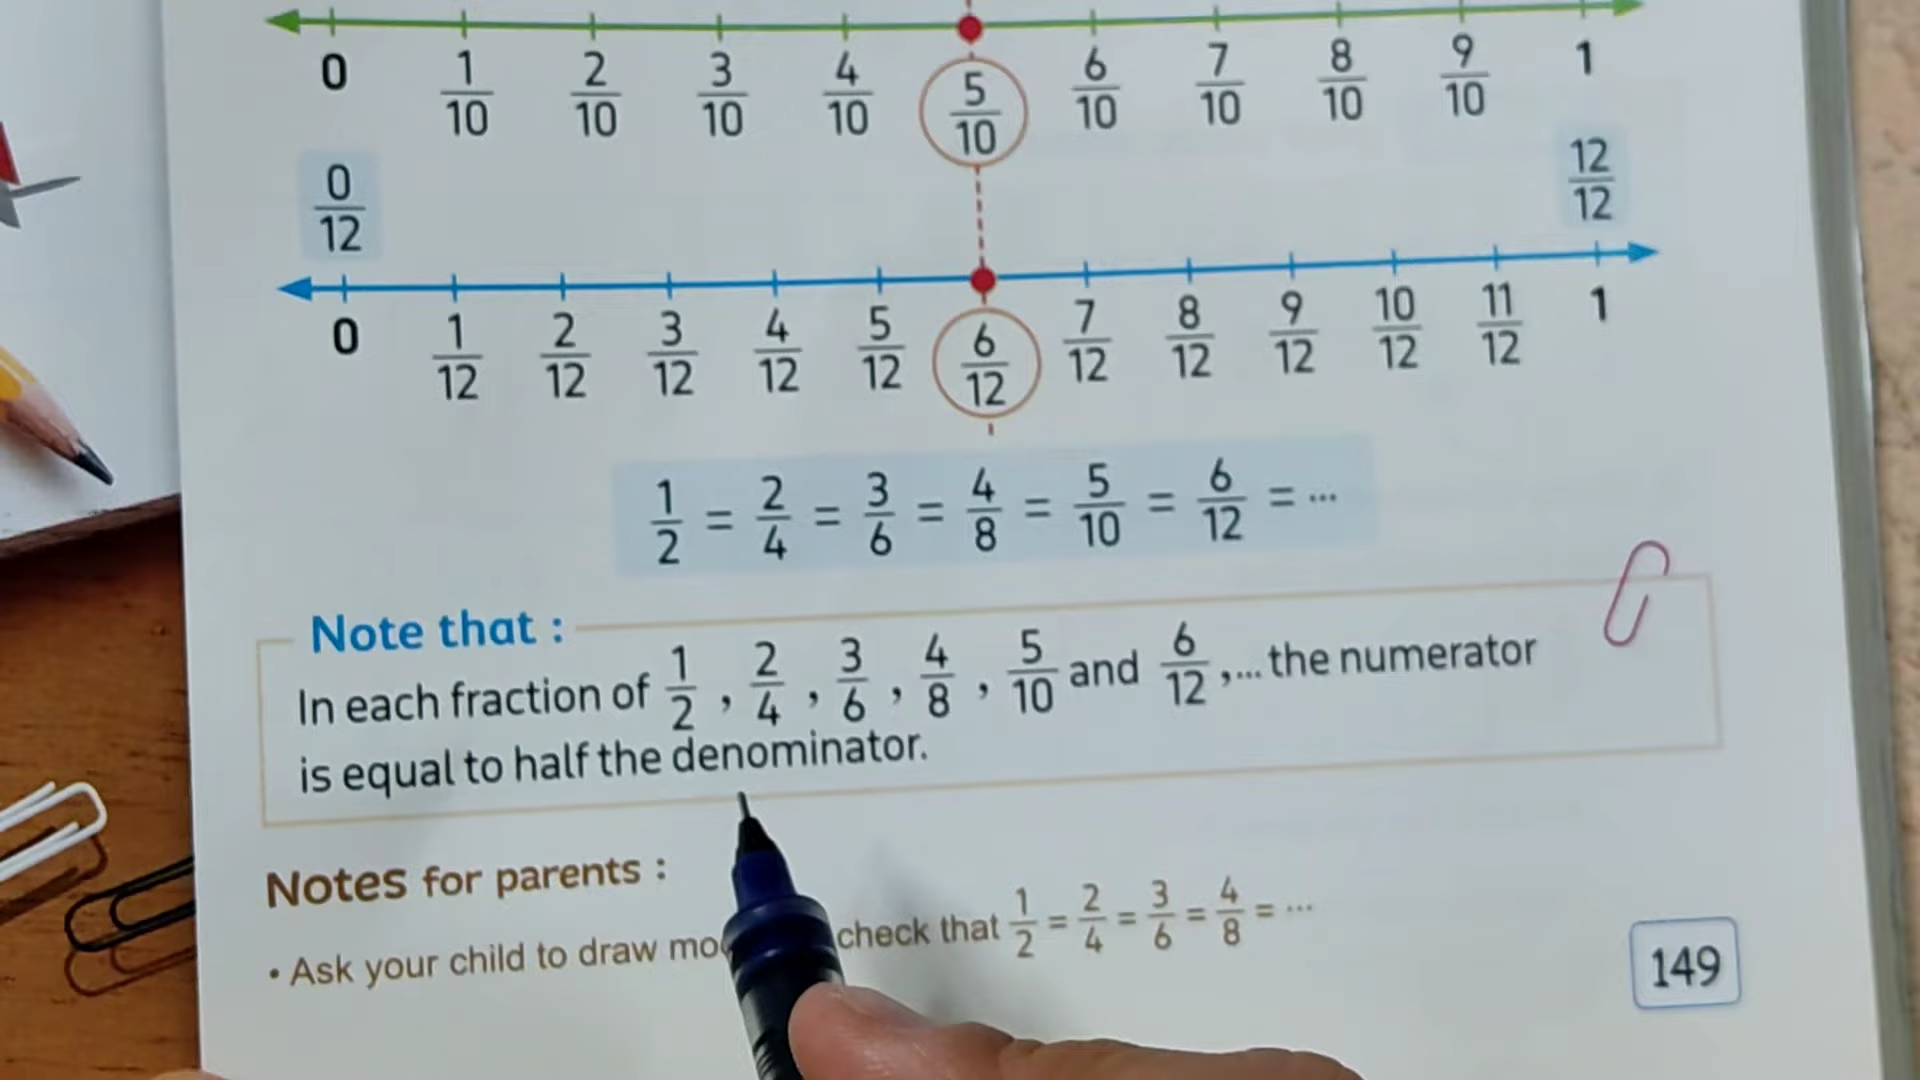 0 1/10 2/10 3/10 4/10 5/10 6/10 7/10 8/10 9/10 1
0/12 12/12
0 1/12 2/12 3/12 4/12 5/12 6/12 7/12 8/12 9/12 10/12 11/12 1
1/2 = 2/4 = 3/6 = 4/8 = 5/10 = 6/12 = ...
Note that :
In each fraction of 1/2 , 2/4 , 3/6 , 4/8 , 5/10 and 6/12 ,... the numerator
is equal to half the denominator.
Notes for parents :
• Ask your child to draw check that 1/2 = 2/4 = 3/6 = 4/8 = ...
149